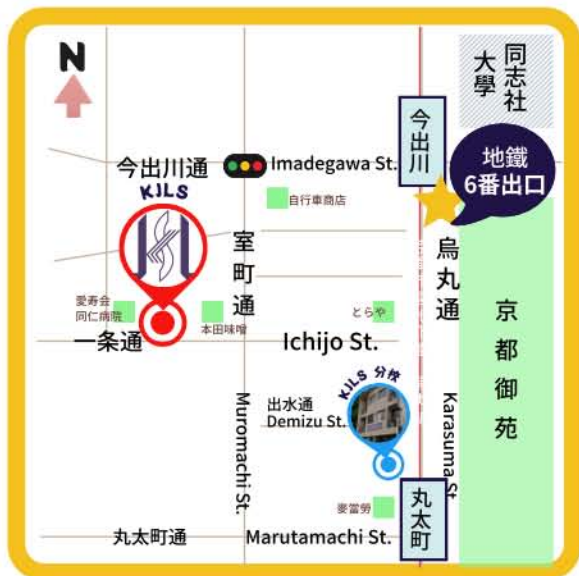 N
同志社
大學
今出川
地鐵
6番出口
今出川通
Imadegawa St.
KJLS
自行車商店
室町通
烏丸通
愛寿会
同仁病院
本田味噌
とらや
一条通
Ichijo St.
京都御苑
KJLS 分校
出水通
Demizu St.
Muromachi St.
Karasuma St
麥當勞
丸太町
丸太町通
Marutamachi St.